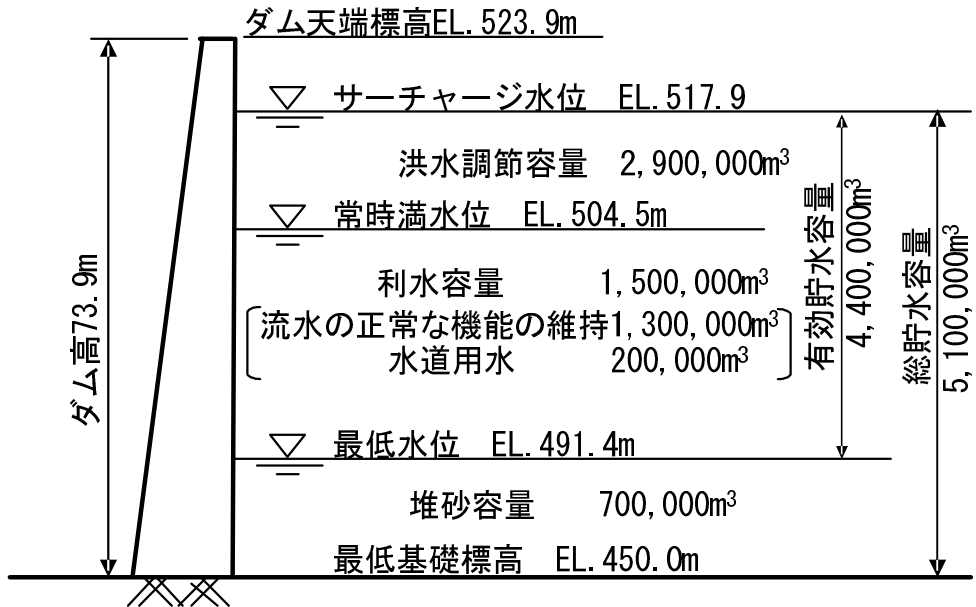 ダム天端標高EL.523.9m
サーチャージ水位 EL.517.9
洪水調節容量 2,900,000m³
常時満水位 EL.504.5m
利水容量 1,500,000m³
流水の正常な機能の維持1,300,000m³
水道用水 200,000m³
最低水位 EL.491.4m
堆砂容量 700,000m³
最低基礎標高 EL.450.0m
ダム高73.9m
有効貯水容量
4,400,000m³
総貯水容量
5,100,000m³